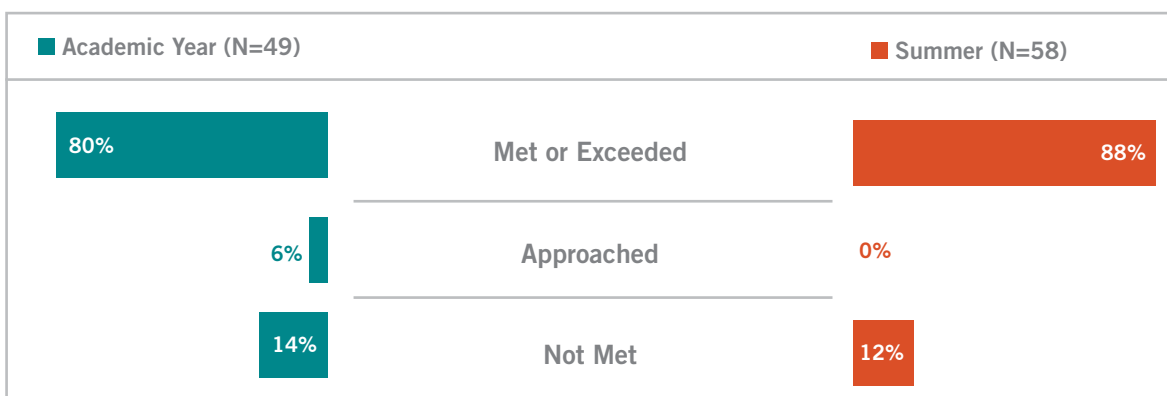 Academic Year (N=49)
Summer (N=58)
80%
Met or Exceeded
88%
6%
Approached
0%
14%
Not Met
12%